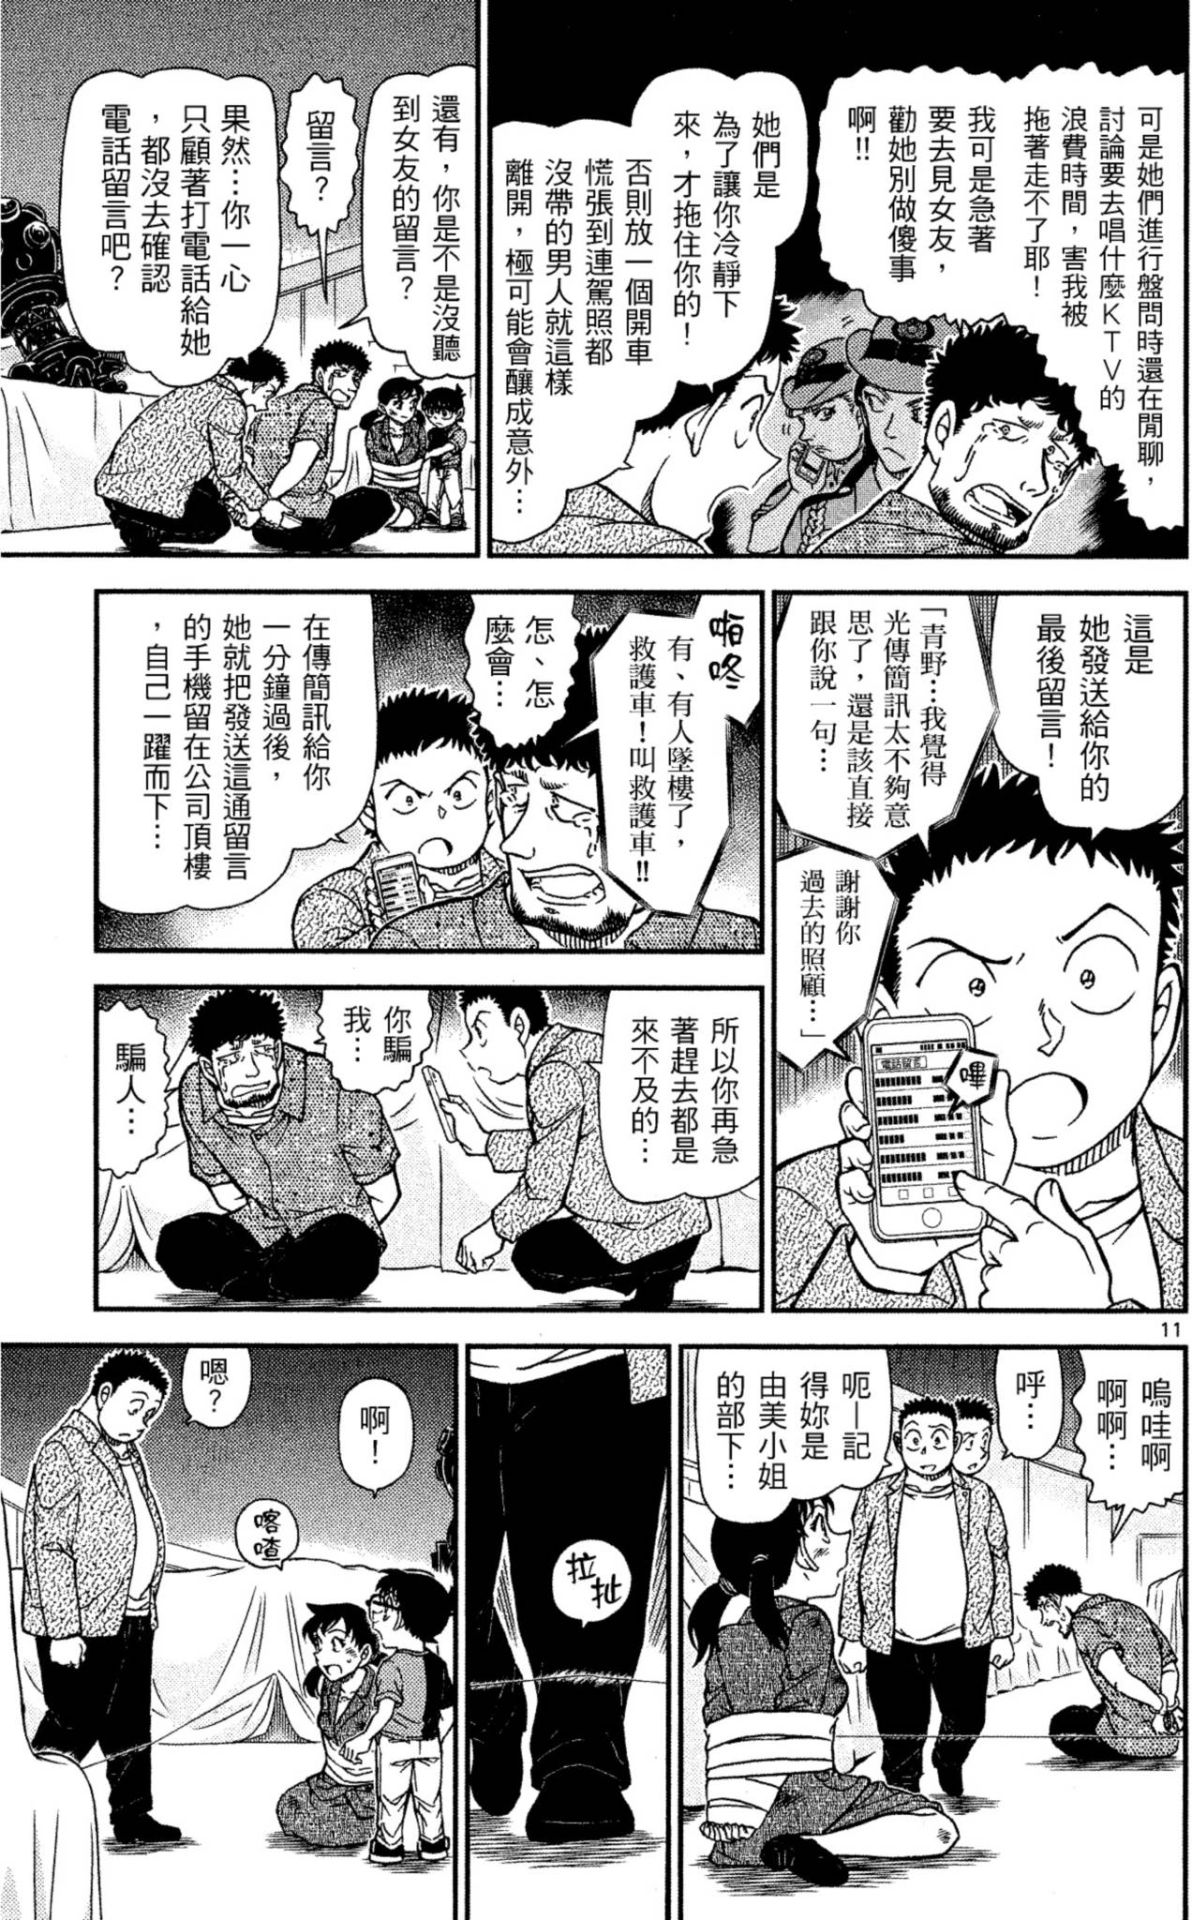 可是她們進行盤問時還在閒聊，
討論要去唱什麼KTV的
浪費時間，害我被
拖著走不了耶！
我可是急著
要去見女友，
勸她別做傻事
啊!!
她們是
為了讓你冷靜下
來，才拖住你的！
否則放一個開車
慌張到連駕照都
沒帶的男人就這樣
離開，極可能會釀成意外…
還有，你是不是沒聽
到女友的留言？
留言？
果然…你一心
只顧著打電話給她
，都沒去確認
電話留言吧？
這是
她發送給你的
最後留言！
「青野…我覺得
光傳簡訊太不夠意
思了，還是該直接
跟你說一句…
謝謝你
過去的照顧…」
電話留言
嗶
啪咚
有、有人墜樓了，
救護車！叫救護車!!
怎、怎
麼會…
在傳簡訊給你
一分鐘過後，
她就把發送這通留言
的手機留在公司頂樓
，自己一躍而下…
所以你再急
著趕去都是
來不及的…
你騙
我…
騙人…
11
嗚哇啊
啊啊…
呼…
呃—記
得妳是
由美小姐
的部下…
拉扯
啊！
喀喳
嗯？